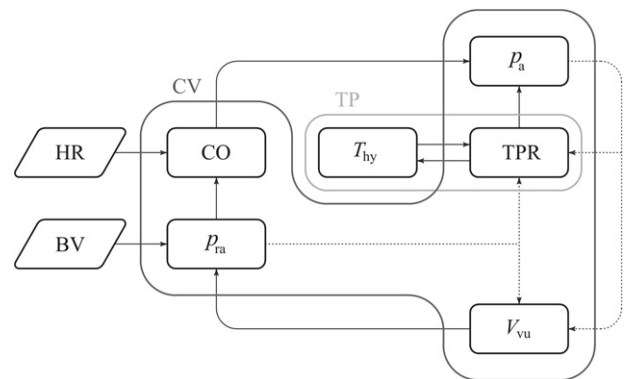 p_a
CV
TP
HR
CO
T_hy
TPR
BV
p_ra
V_vu